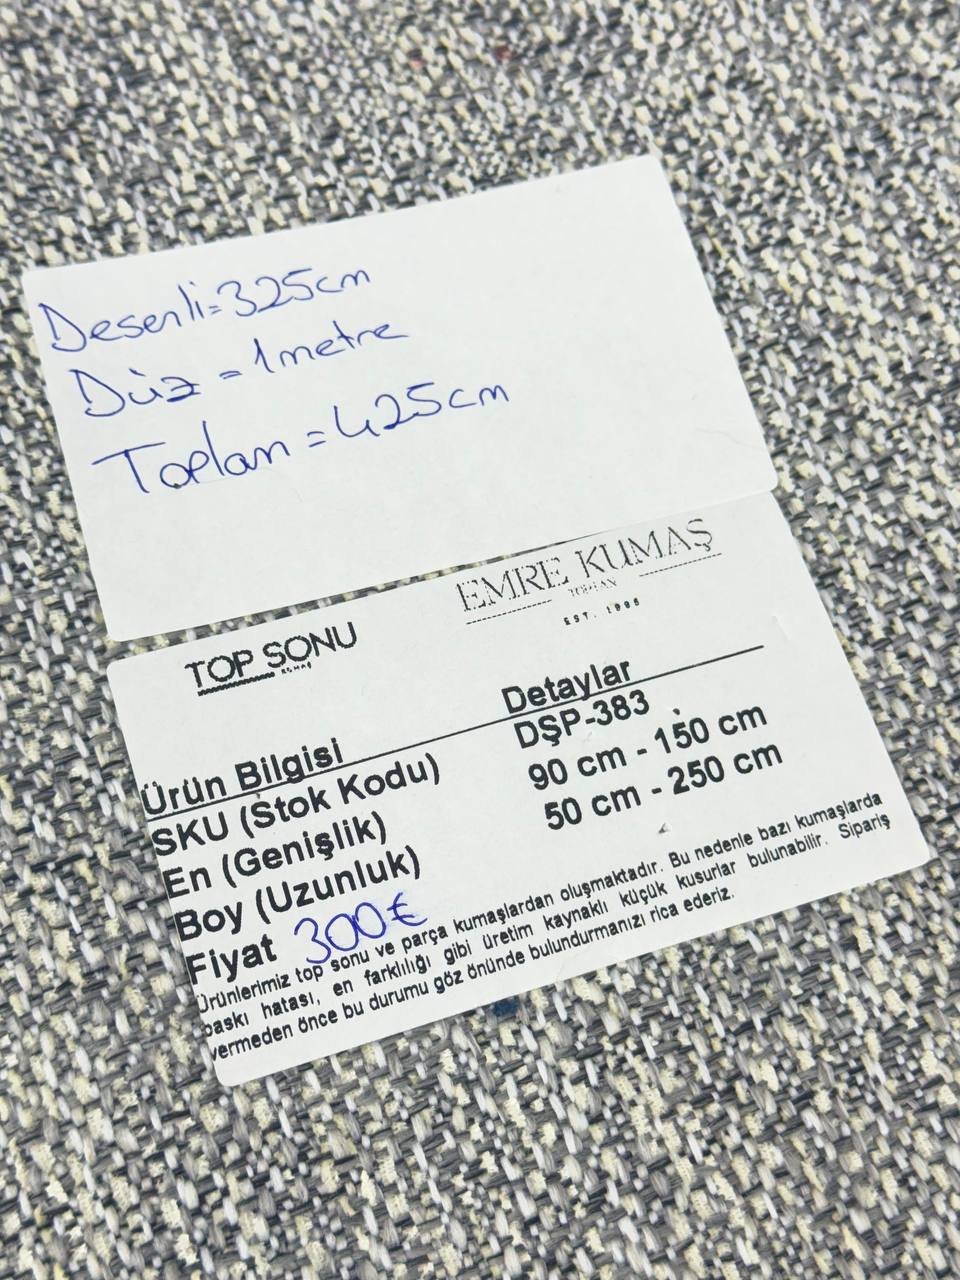 Desenli=325cm
Düz = 1metre
Toplam = 425cm
TOP SONU
KUMAŞ
EMRE KUMAŞ
TOPTAN
EST. 1996
Ürün Bilgisi Detaylar
SKU (Stok Kodu) DŞP-383
En (Genişlik) 90 cm - 150 cm
Boy (Uzunluk) 50 cm - 250 cm
Fiyat 300€
Ürünlerimiz top sonu ve parça kumaşlardan oluşmaktadır. Bu nedenle bazı kumaşlarda
baskı hatası, en farklılığı gibi üretim kaynaklı küçük kusurlar bulunabilir. Sipariş
vermeden önce bu durumu göz önünde bulundurmanızı rica ederiz.